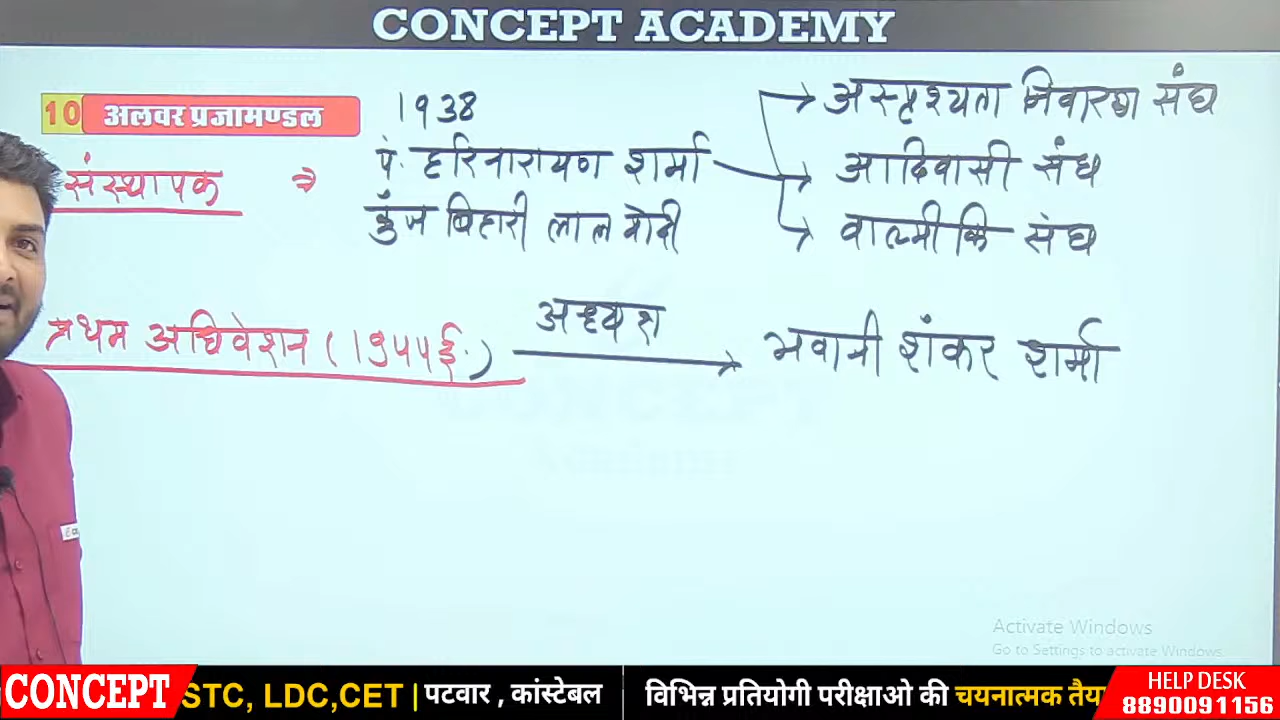 CONCEPT ACADEMY
10 अलवर प्रजामण्डल
1938
संस्थापक ⇒ पं. हरिनारायण शर्मा
कुंज बिहारी लाल मोदी
अस्पृश्यता निवारण संघ
आदिवासी संघ
वाल्मीकि संघ
प्रथम अधिवेशन (1944ई.) अध्यक्ष → भवानी शंकर शर्मा
CONCEPT
Activate Windows
Go to Settings to activate Windows.
CONCEPT STC, LDC,CET | पटवार , कांस्टेबल | विभिन्न प्रतियोगी परीक्षाओ की चयनात्मक तैया
HELP DESK
8890091156